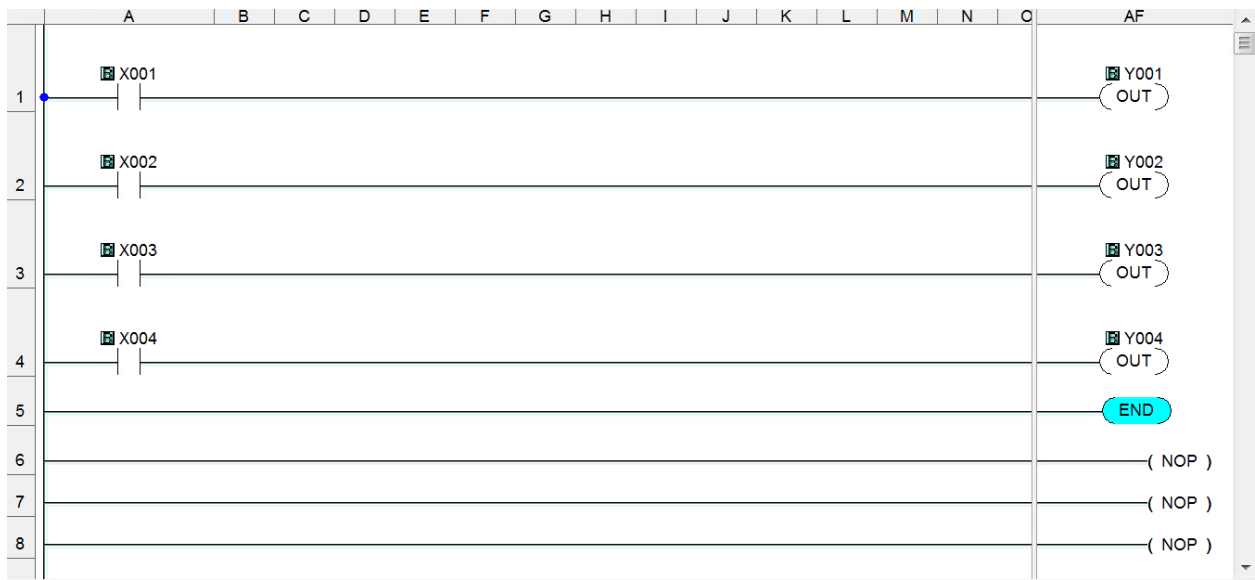 A B C D E F G H I J K L M N O AF
X001 Y001
1 OUT
X002 Y002
2 OUT
X003 Y003
3 OUT
X004 Y004
4 OUT
5 END
6 ( NOP )
7 ( NOP )
8 ( NOP )